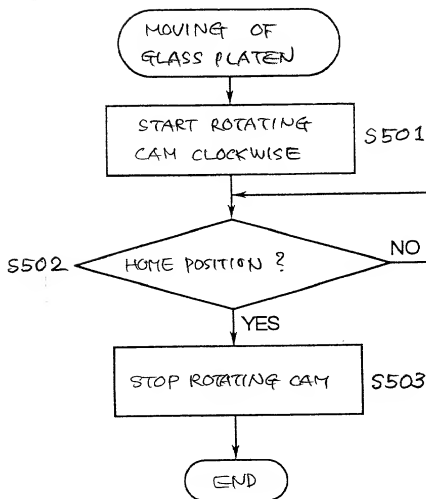 MOVING OF
GLASS PLATEN
START ROTATING
CAM CLOCKWISE
S501
S502
HOME POSITION?
NO
YES
STOP ROTATING CAM
S503
END